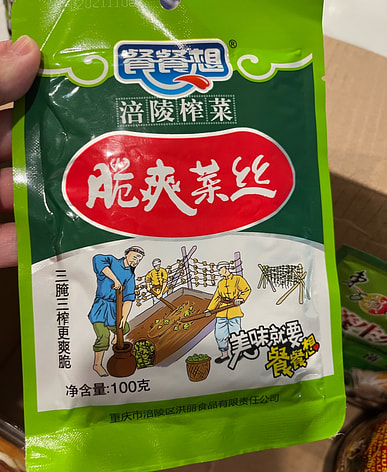 餐餐想®
涪陵榨菜
脆爽菜丝
三腌三榨更爽脆
美味就要
餐餐想
净含量:100克
重庆市涪陵区洪丽食品有限责任公司